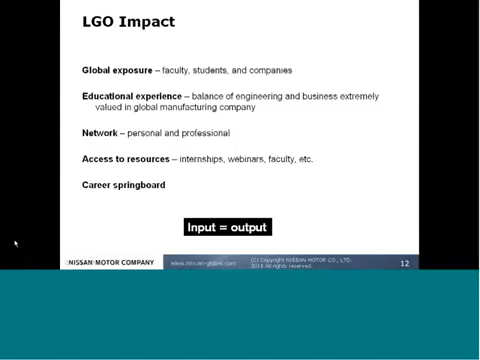 LGO Impact
Global exposure – faculty, students, and companies
Educational experience – balance of engineering and business extremely
valued in global manufacturing company
Network – personal and professional
Access to resources – internships, webinars, faculty, etc.
Career springboard
Input = output
NISSAN MOTOR COMPANY
www.nissan-global.com
(C) Copyright NISSAN MOTOR CO., LTD
All rights reserved.
12